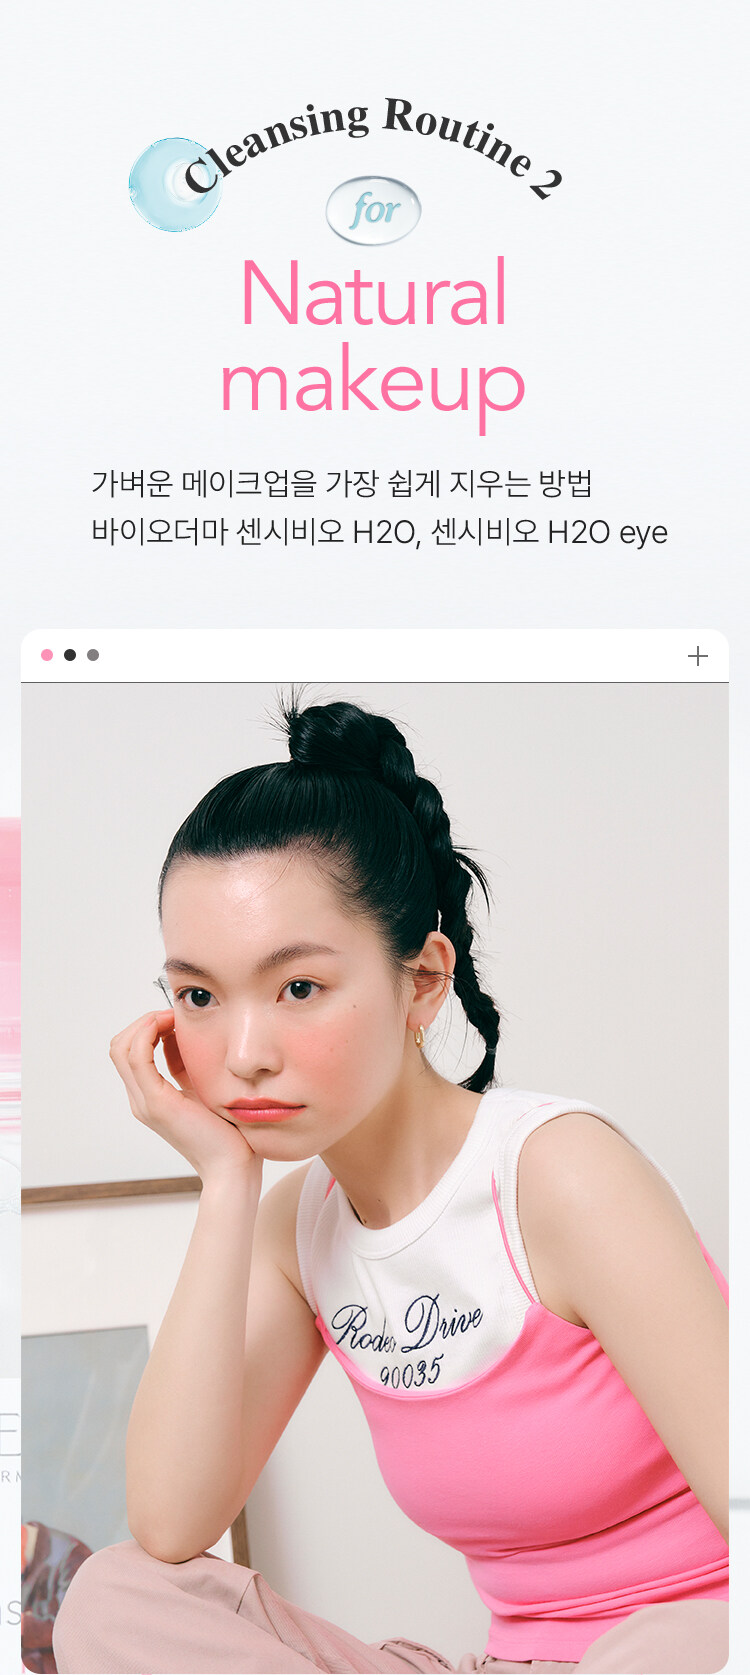 Cleansing Routine 2
for
Natural
makeup
가벼운 메이크업을 가장 쉽게 지우는 방법
바이오더마 센시비오 H2O, 센시비오 H2O eye
Rodeo Drive
90035